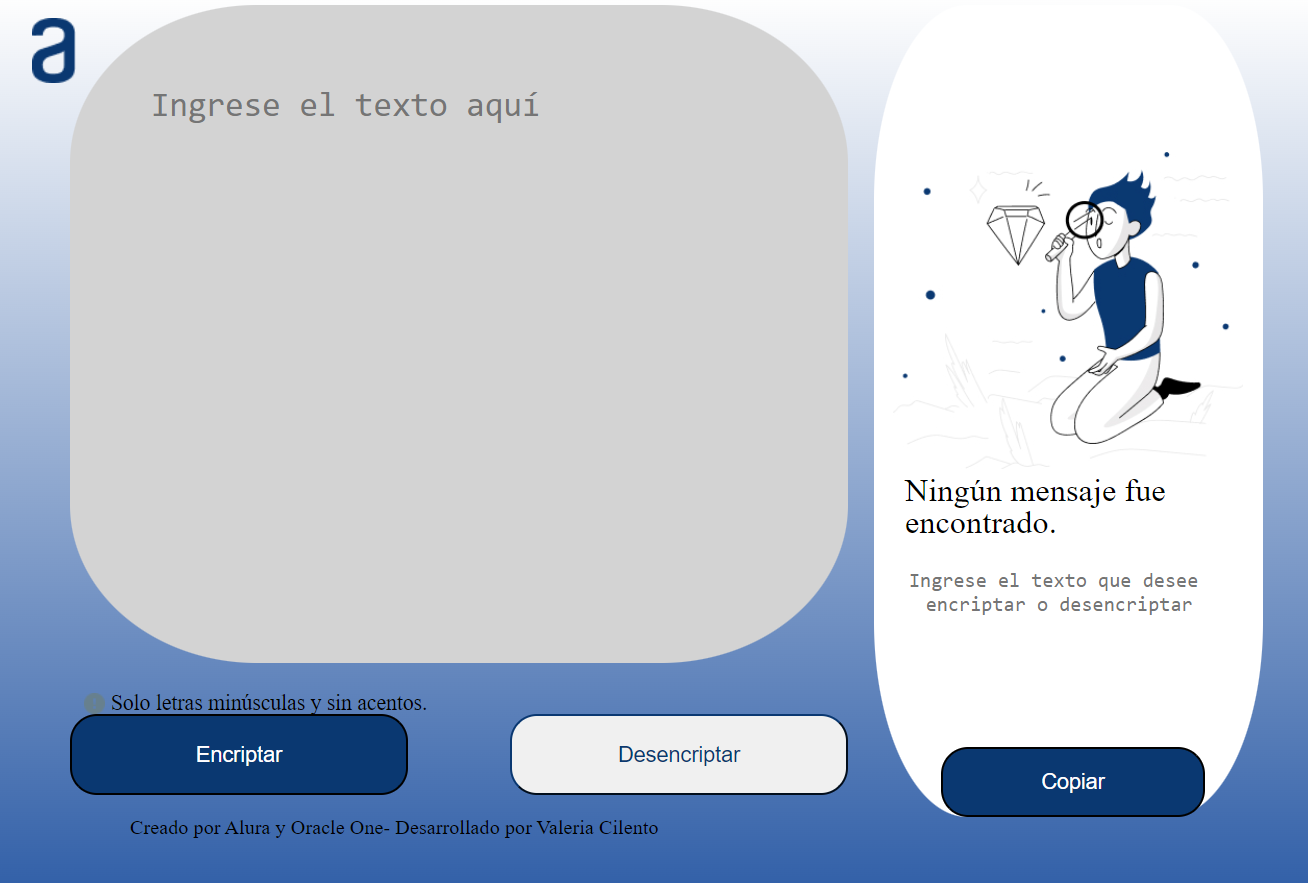 a
Ingrese el texto aquí
Ningún mensaje fue
encontrado.
Ingrese el texto que desee
encriptar o desencriptar
Solo letras minúsculas y sin acentos.
Encriptar
Desencriptar
Copiar
Creado por Alura y Oracle One- Desarrollado por Valeria Cilento